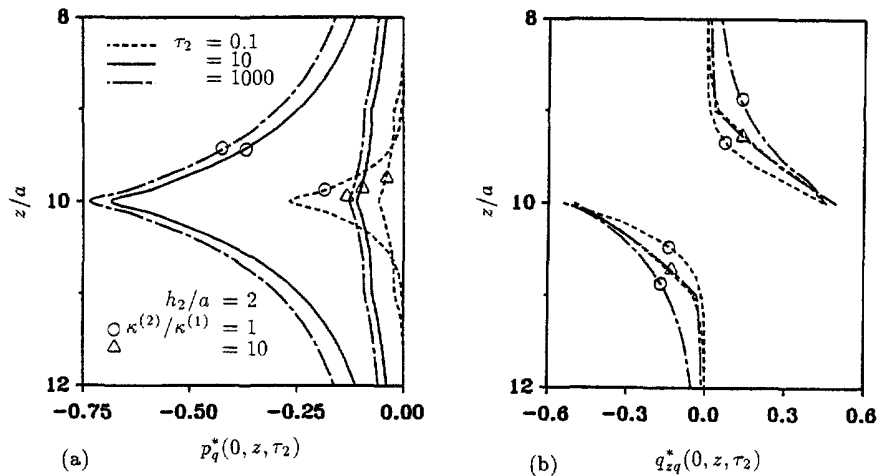 8
τ₂ = 0.1
= 10
= 1000
z/a
10
h₂/a = 2
κ⁽²⁾/κ⁽¹⁾ = 1
= 10
12
−0.75 −0.50 −0.25 0.00
(a) p*q(0, z, τ₂)
8
z/a
10
12
−0.6 −0.3 0.0 0.3 0.6
(b) q*zq(0, z, τ₂)